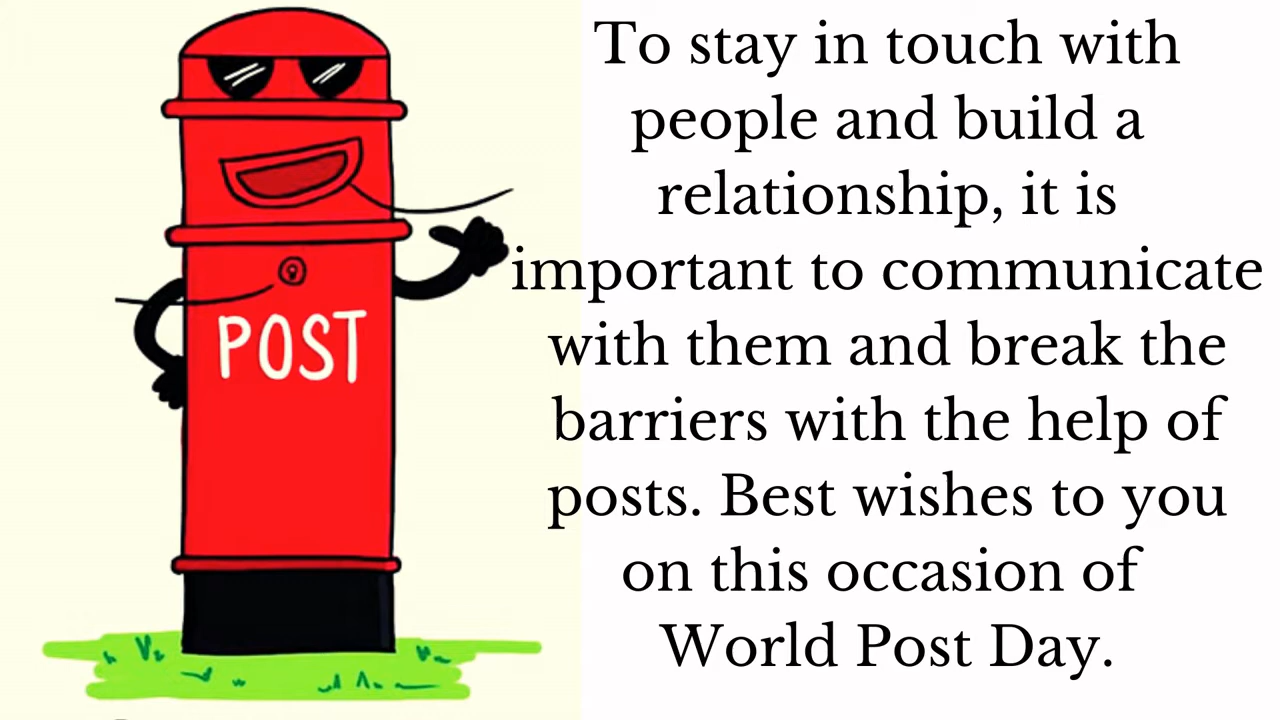 POST
To stay in touch with
people and build a
relationship, it is
important to communicate
with them and break the
barriers with the help of
posts. Best wishes to you
on this occasion of
World Post Day.